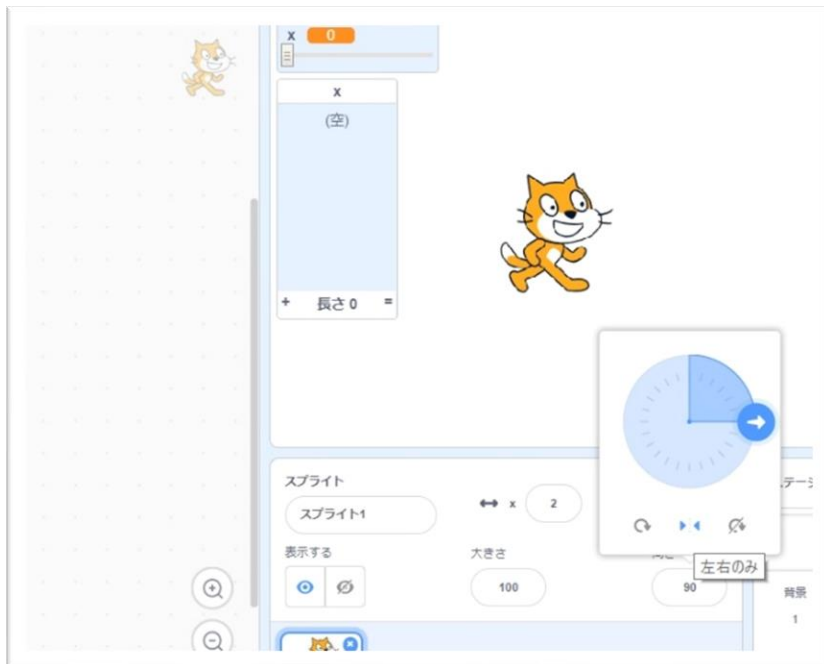 x 0
x
(空)
+ 長さ 0 =
スプライト
スプライト1
↔ x 2
表示する
大きさ
100
90
左右のみ
背景
1